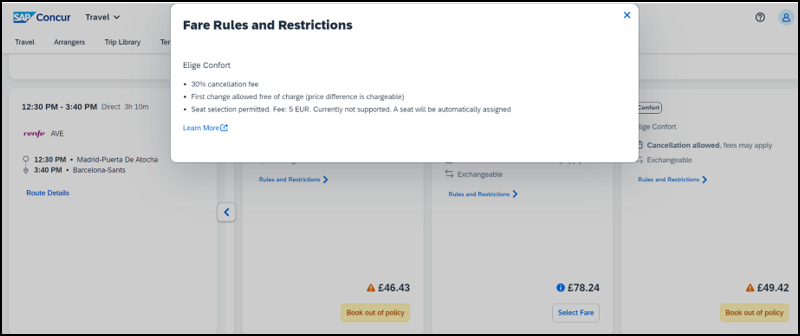 SAP Concur
Travel
Travel Arrangers Trip Library
Fare Rules and Restrictions
Elige Confort
30% cancellation fee
First change allowed free of charge (price difference is chargeable)
Seat selection permitted. Fee: 5 EUR. Currently not supported. A seat will be automatically assigned
Learn More
12:30 PM - 3:40 PM Direct 3h 10m
renfe AVE
12:30 PM • Madrid-Puerta De Atocha
3:40 PM • Barcelona-Sants
Route Details
Rules and Restrictions
£46.43
Book out of policy
Exchangeable
Rules and Restrictions
£78.24
Select Fare
Confort
Elige Confort
Cancellation allowed, fees may apply
Exchangeable
Rules and Restrictions
£49.42
Book out of policy